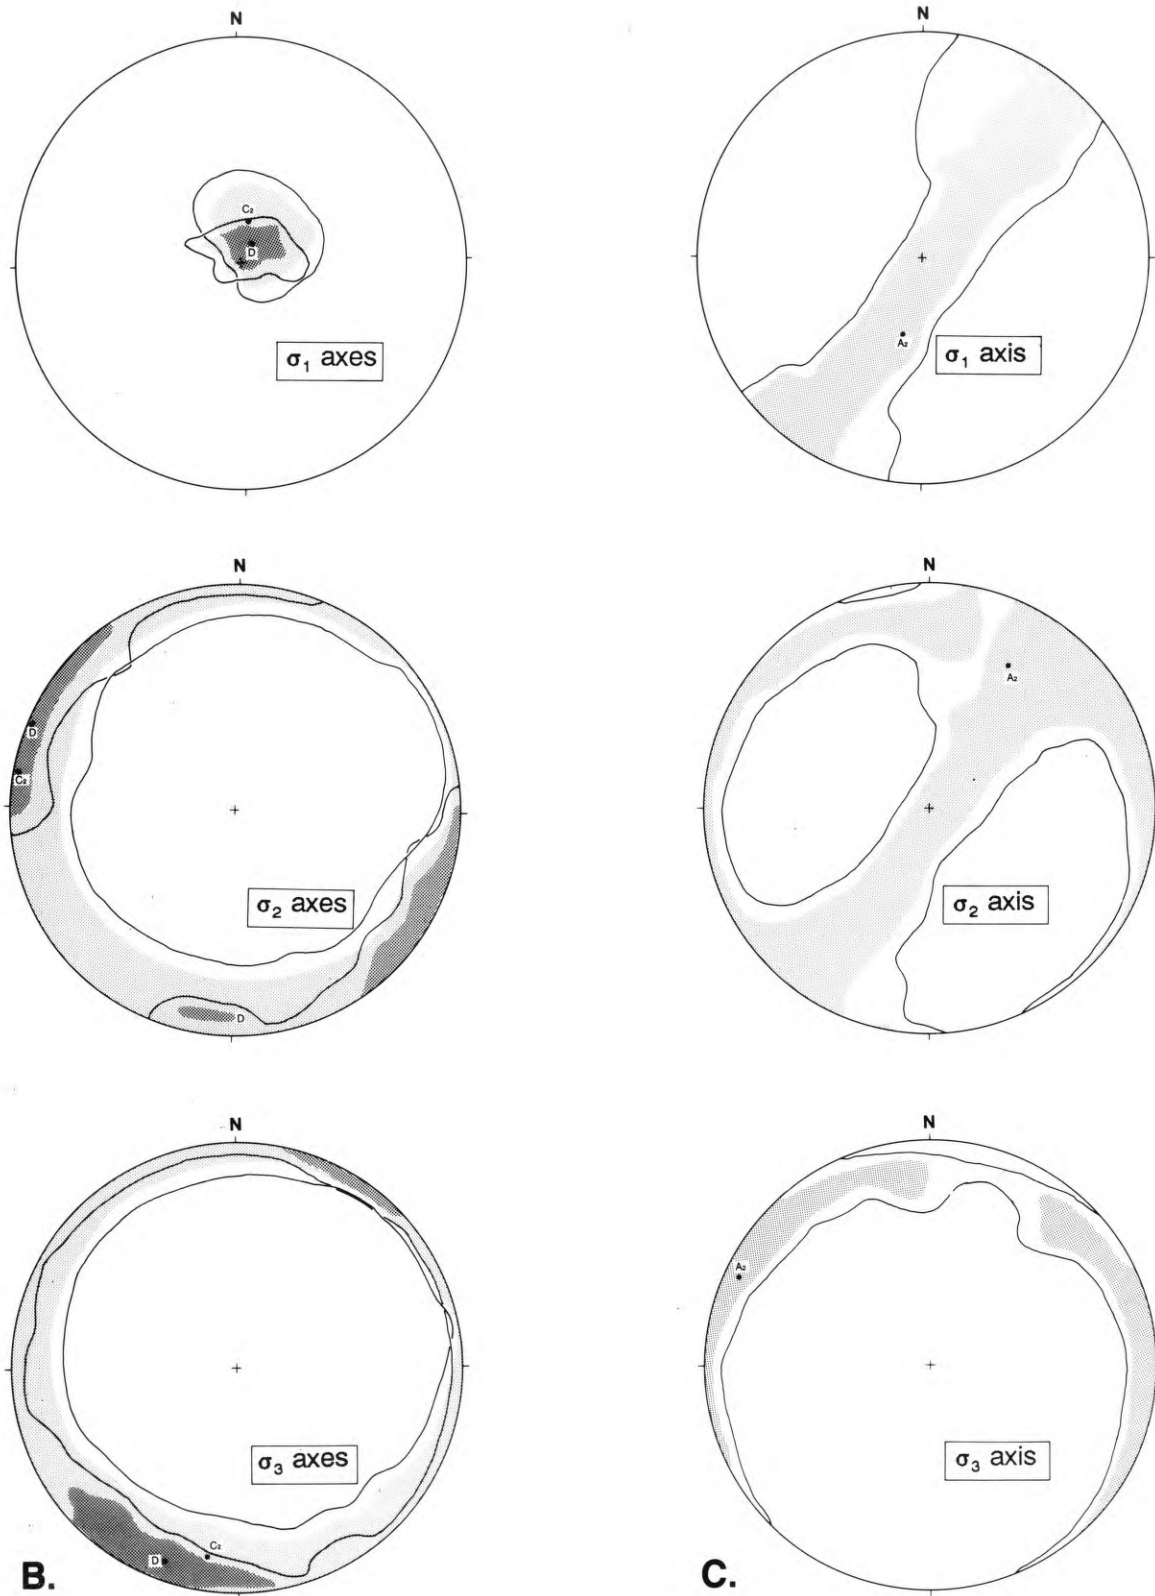 N
C₂
D
σ₁ axes
N
A₂
σ₁ axis
N
D
C₂
σ₂ axes
D
N
A₂
σ₂ axis
N
σ₃ axes
C₂
D
B.
N
A₂
σ₃ axis
C.